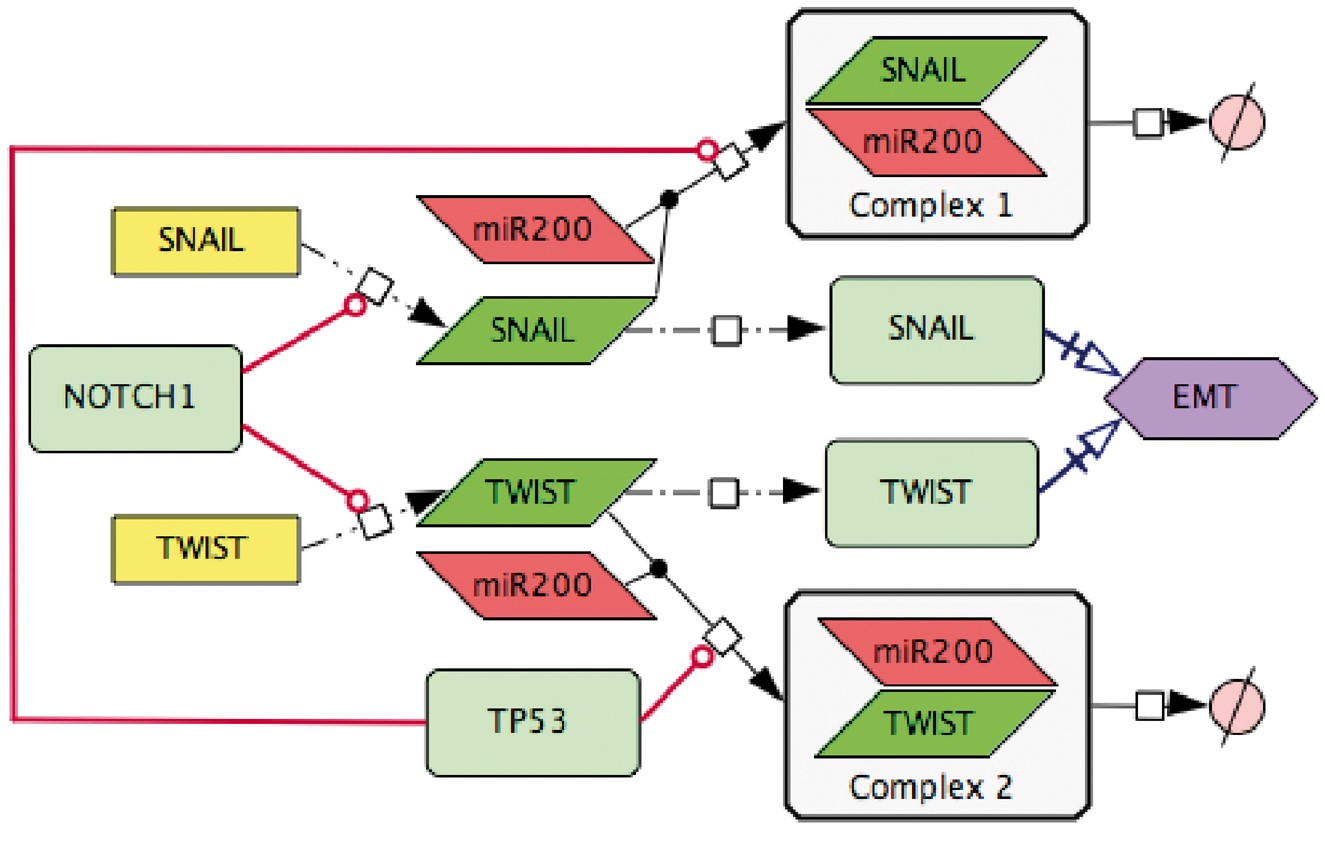 SNAIL
miR200
Complex 1
SNAIL
miR200
SNAIL
SNAIL
NOTCH1
EMT
TWIST
TWIST
TWIST
miR200
miR200
TP53
TWIST
Complex 2